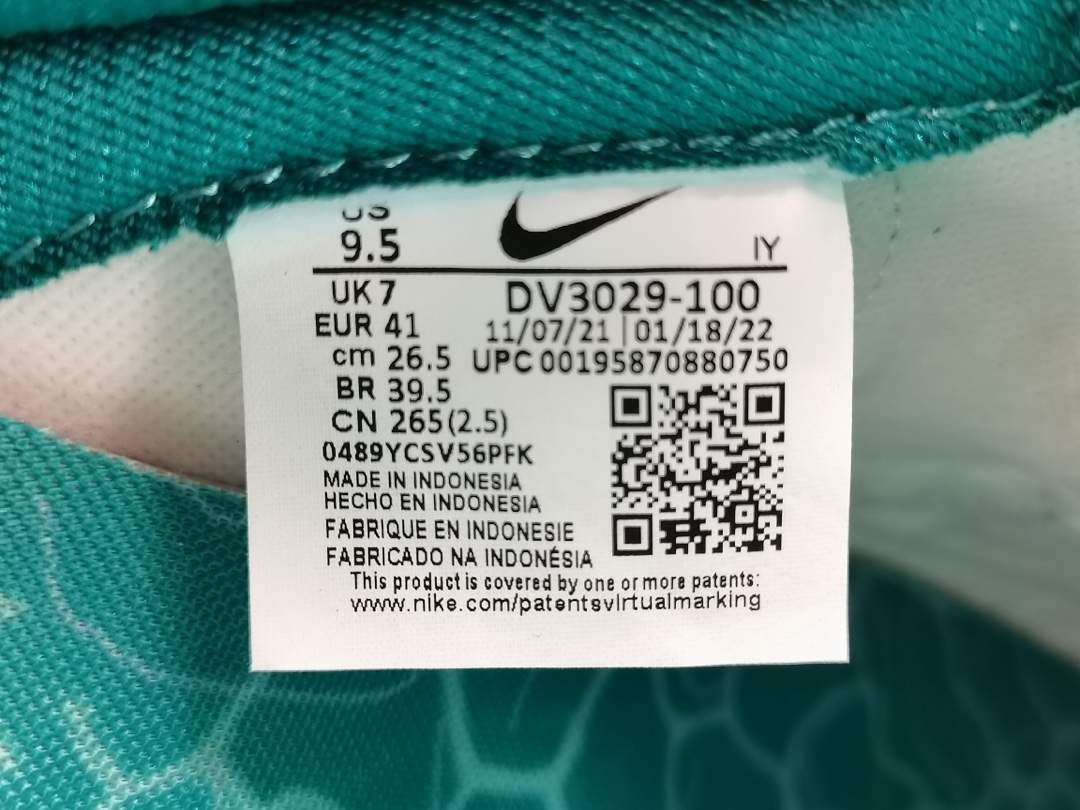 US
9.5
IY
UK 7
DV3029-100
EUR 41
11/07/21 | 01/18/22
cm 26.5
UPC 00195870880750
BR 39.5
CN 265(2.5)
0489YCSV56PFK
MADE IN INDONESIA
HECHO EN INDONESIA
FABRIQUE EN INDONESIE
FABRICADO NA INDONÉSIA
This product is covered by one or more patents:
www.nike.com/patentsvirtualmarking